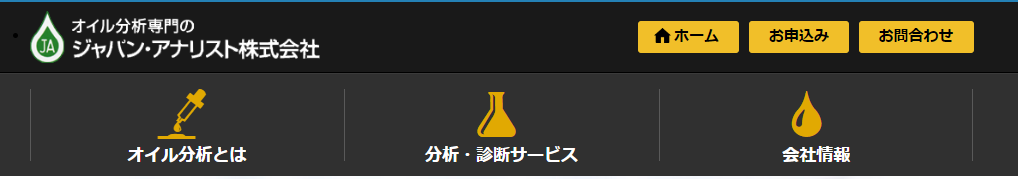 オイル分析専門の
JA
ジャパン・アナリスト株式会社
ホーム
お申込み
お問合わせ
オイル分析とは
分析・診断サービス
会社情報